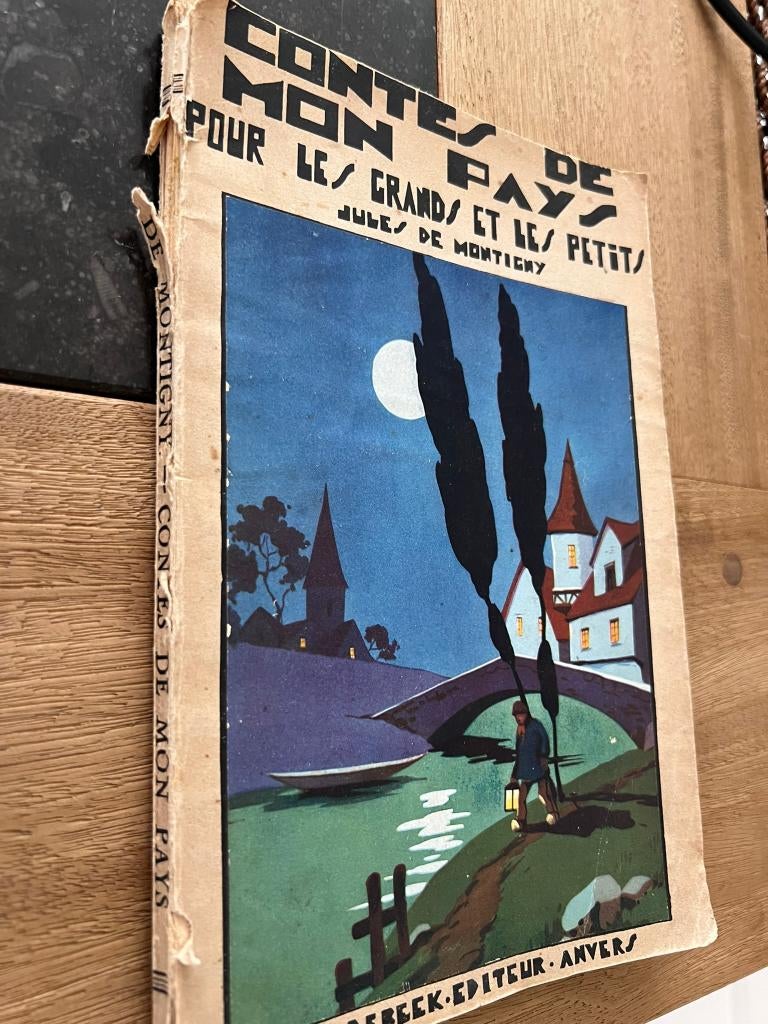 CONTES DE
MON PAYS
POUR LES GRANDS ET LES PETITS
JULES DE MONTIGNY
EDITEUR · ANVERS
DE MONTIGNY — CONTES DE MON PAYS